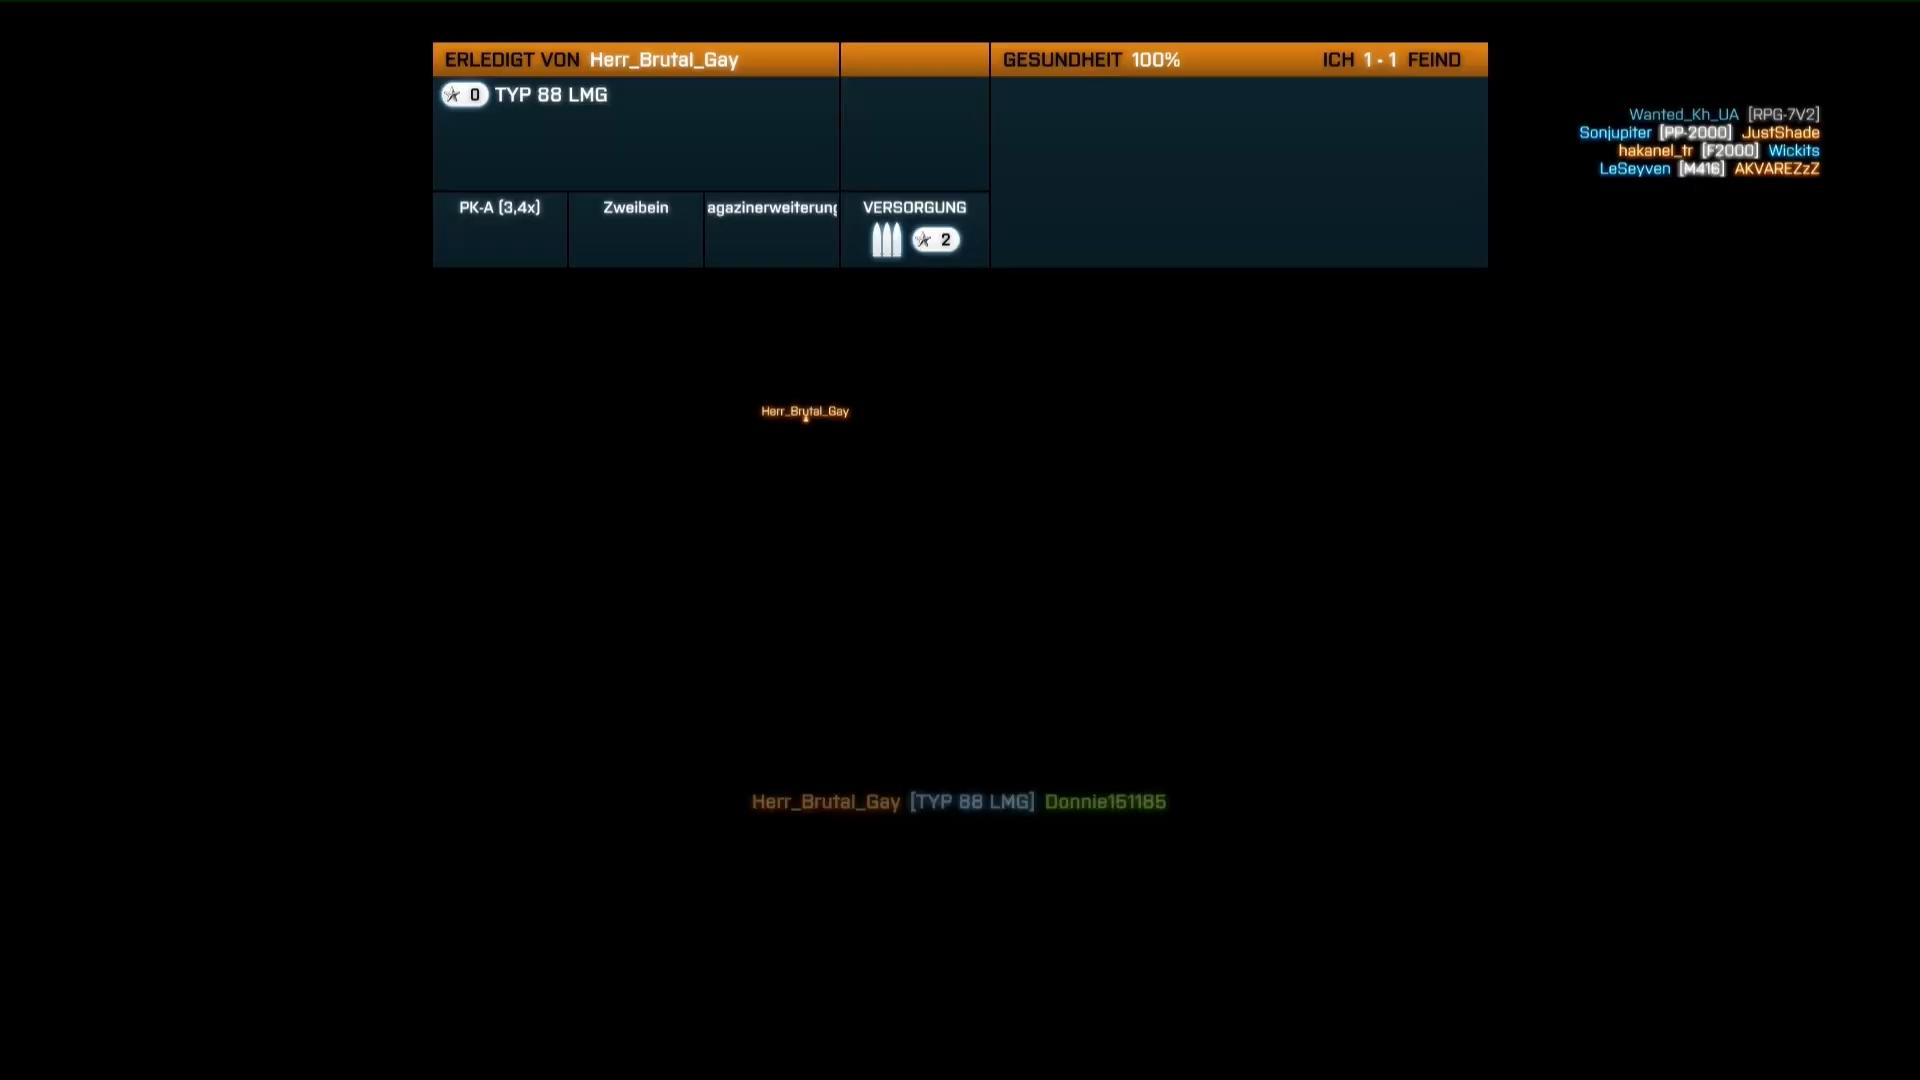 ERLEDIGT VON Herr_Brutal_Gay
GESUNDHEIT 100%
ICH 1 - 1 FEIND
0 TYP 88 LMG
PK-A (3,4x)
Zweibein
agazinerweiterung
VERSORGUNG
2
Wanted_Kh_UA [RPG-7V2]
Sonjupiter [PP-2000] JustShade
hakanel_tr [F2000] Wickits
LeSeyven [M416] AKVAREZzZ
Herr_Brutal_Gay
Herr_Brutal_Gay [TYP 88 LMG] Donnie151185